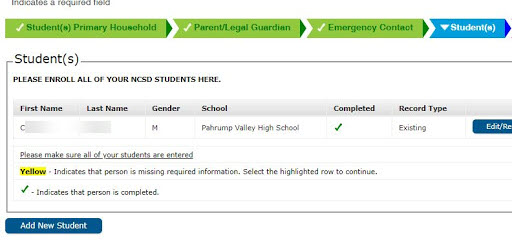 Indicates a required field
Student(s) Primary Household Parent/Legal Guardian Emergency Contact Student(s)
Student(s)
PLEASE ENROLL ALL OF YOUR NCSD STUDENTS HERE.
First Name Last Name Gender School Completed Record Type
C M Pahrump Valley High School Existing Edit/Re
Please make sure all of your students are entered
Yellow - Indicates that person is missing required information. Select the highlighted row to continue.
- Indicates that person is completed.
Add New Student